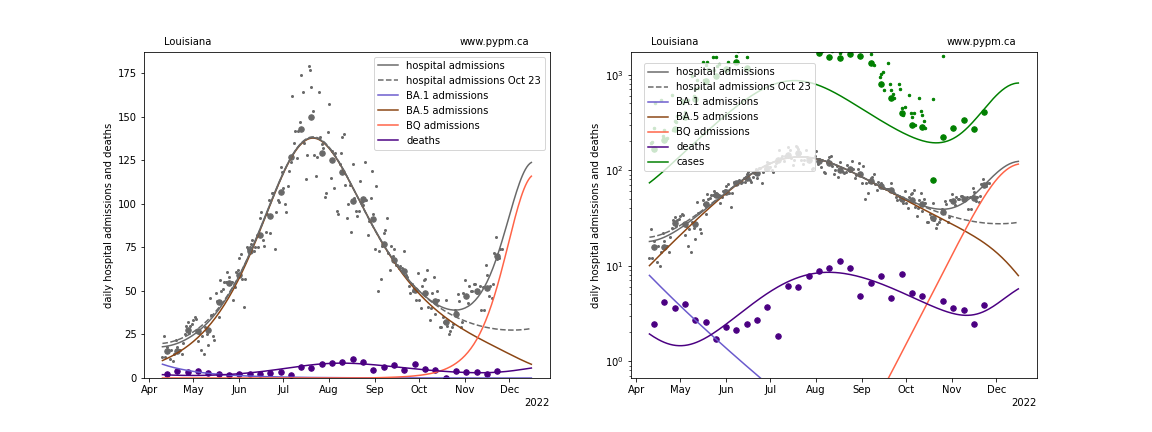 Louisiana www.pypm.ca
hospital admissions
hospital admissions Oct 23
BA.1 admissions
BA.5 admissions
BQ admissions
deaths
daily hospital admissions and deaths
175
150
125
100
75
50
25
0
Apr May Jun Jul Aug Sep Oct Nov Dec
2022
Louisiana www.pypm.ca
hospital admissions
hospital admissions Oct 23
BA.1 admissions
BA.5 admissions
BQ admissions
deaths
cases
daily hospital admissions and deaths
10³
10²
10¹
10⁰
Apr May Jun Jul Aug Sep Oct Nov Dec
2022